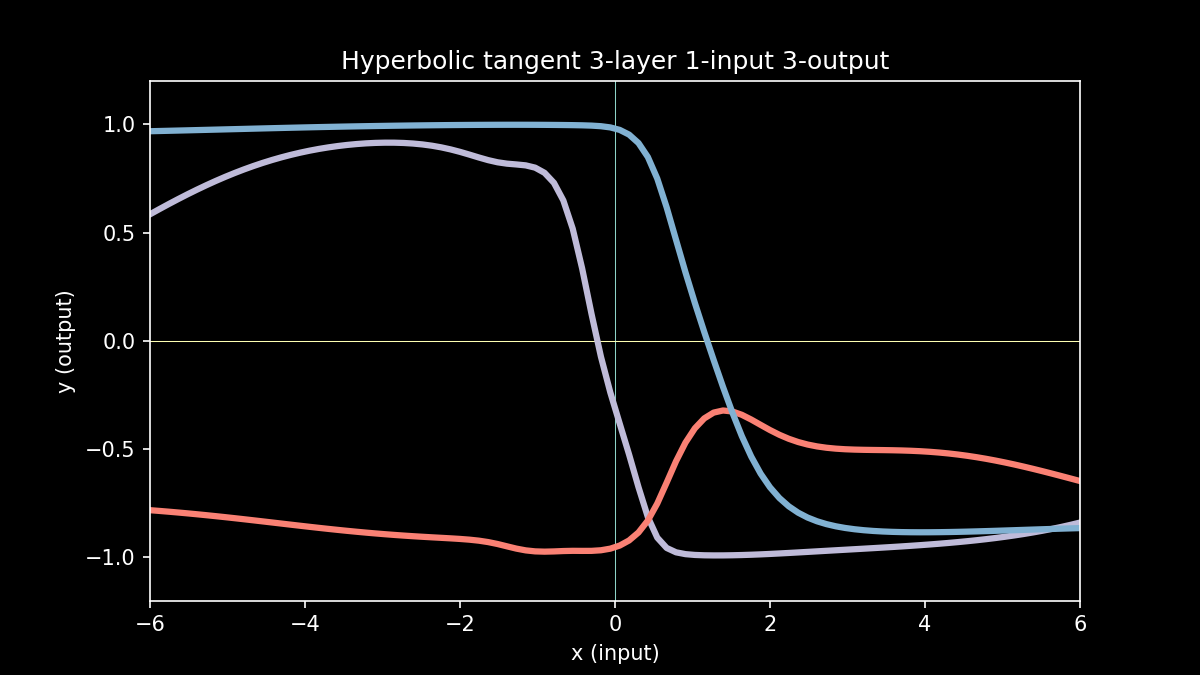 Hyperbolic tangent 3-layer 1-input 3-output
1.0
0.5
0.0
−0.5
−1.0
y (output)
−6 −4 −2 0 2 4 6
x (input)